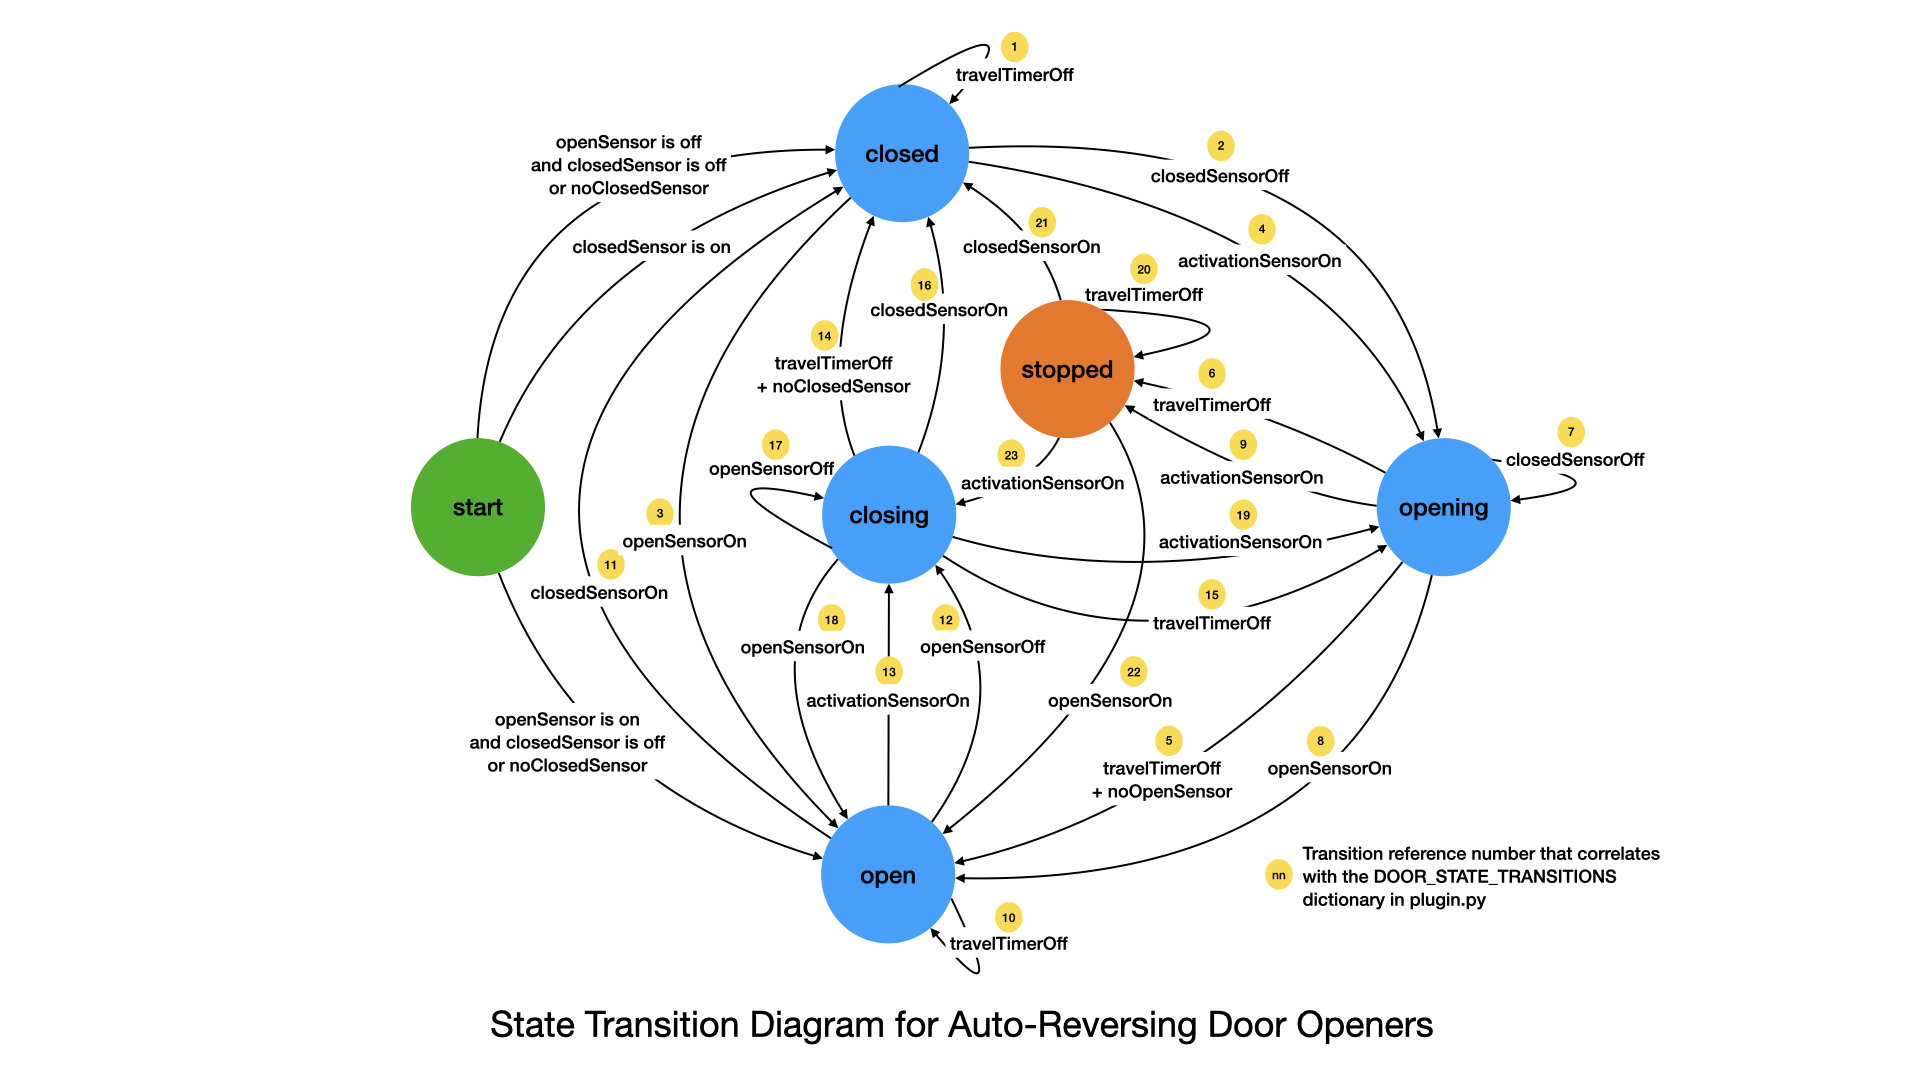 1
travelTimerOff
closed
openSensor is off
and closedSensor is off
or noClosedSensor
2
closedSensorOff
closedSensor is on
21
closedSensorOn
4
activationSensorOn
20
travelTimerOff
16
closedSensorOn
14
travelTimerOff
+ noClosedSensor
stopped
6
travelTimerOff
17
openSensorOff
23
activationSensorOn
9
activationSensorOn
7
closedSensorOff
start
closing
opening
3
openSensorOn
19
activationSensorOn
11
closedSensorOn
15
travelTimerOff
18
openSensorOn
12
openSensorOff
13
activationSensorOn
22
openSensorOn
openSensor is on
and closedSensor is off
or noClosedSensor
5
travelTimerOff
+ noOpenSensor
8
openSensorOn
open
10
travelTimerOff
nn
Transition reference number that correlates
with the DOOR_STATE_TRANSITIONS
dictionary in plugin.py
State Transition Diagram for Auto-Reversing Door Openers